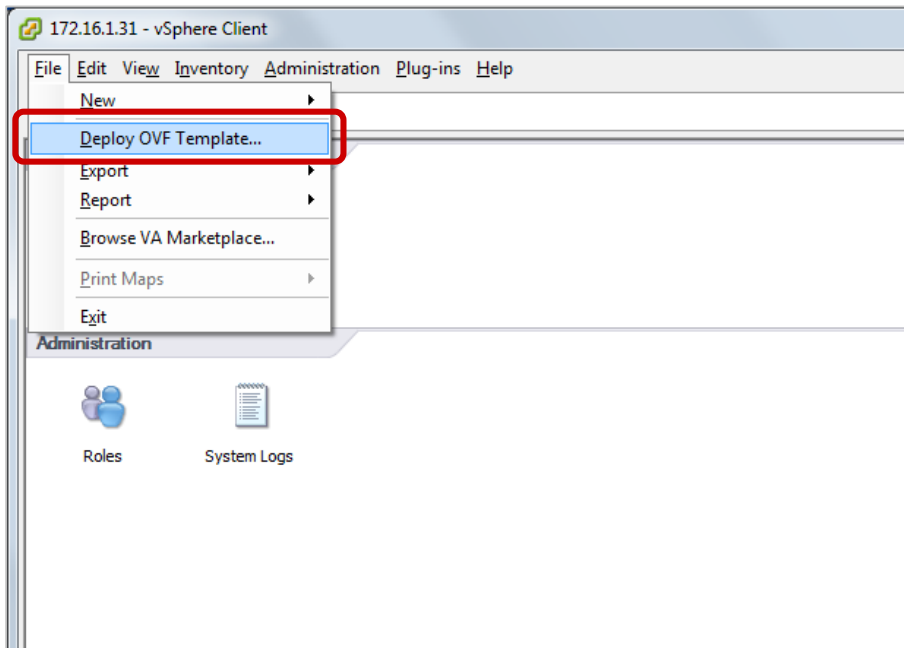 172.16.1.31 - vSphere Client
File Edit View Inventory Administration Plug-ins Help
New
Deploy OVF Template...
Export
Report
Browse VA Marketplace...
Print Maps
Exit
Administration
Roles System Logs